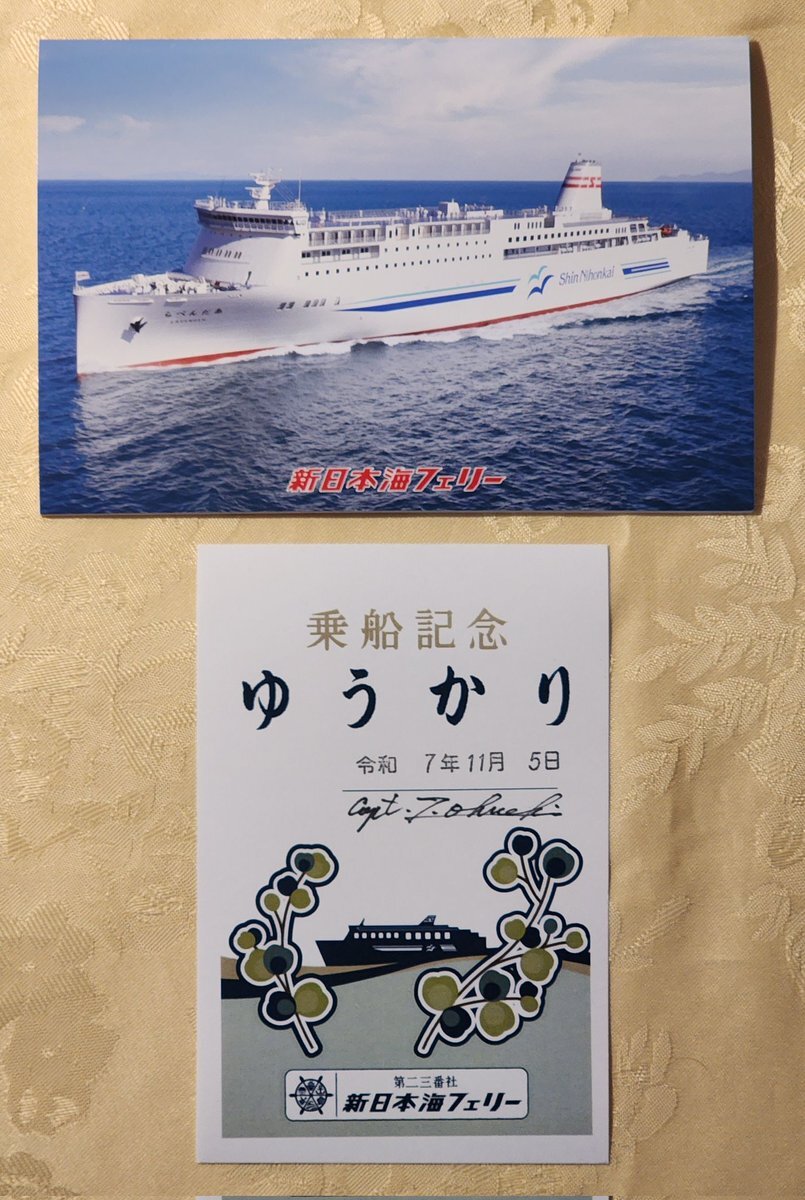 Shin Nihonkai
らべんだあ
新日本海フェリー
乗船記念
ゆうかり
令和 7年11月 5日
Capt.
第二三番社
新日本海フェリー